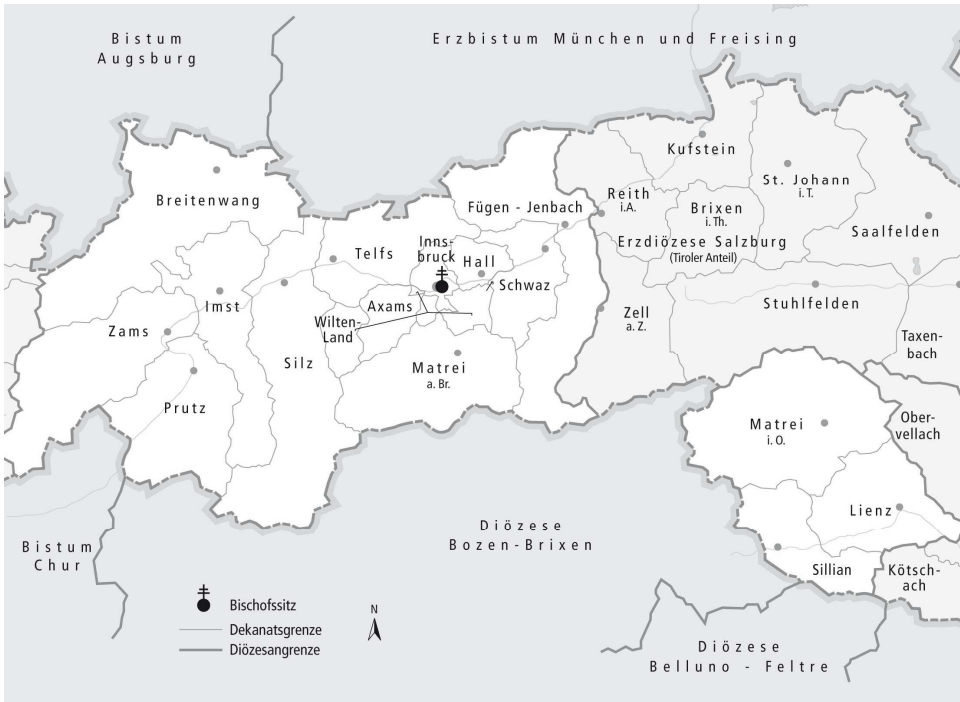 Bistum
Augsburg
Erzbistum München und Freising
Kufstein
St. Johann
i. T.
Breitenwang
Reith
i.A.
Brixen
i. Th.
Fügen - Jenbach
Saalfelden
Erzdiözese Salzburg
(Tiroler Anteil)
Telfs
Inns-
bruck
Hall
Schwaz
Imst
Axams
Wilten-
Land
Zell
a. Z.
Stuhlfelden
Zams
Silz
Taxen-
bach
Matrei
a. Br.
Prutz
Matrei
i. O.
Ober-
vellach
Lienz
Diözese
Bozen-Brixen
Bistum
Chur
Sillian
Kötsch-
ach
Bischofssitz
Dekanatsgrenze
Diözesangrenze
N
Diözese
Belluno - Feltre